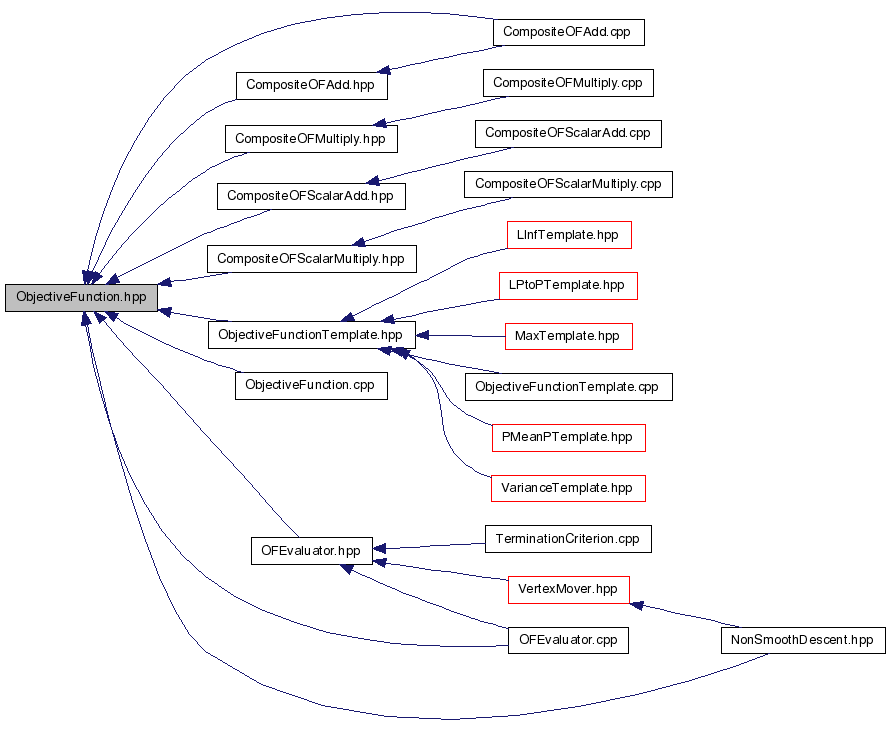 CompositeOFAdd.cpp
CompositeOFAdd.hpp
CompositeOFMultiply.cpp
CompositeOFMultiply.hpp
CompositeOFScalarAdd.cpp
CompositeOFScalarAdd.hpp
CompositeOFScalarMultiply.cpp
LInfTemplate.hpp
CompositeOFScalarMultiply.hpp
LPtoPTemplate.hpp
ObjectiveFunction.hpp
ObjectiveFunctionTemplate.hpp
MaxTemplate.hpp
ObjectiveFunction.cpp
ObjectiveFunctionTemplate.cpp
PMeanPTemplate.hpp
VarianceTemplate.hpp
TerminationCriterion.cpp
OFEvaluator.hpp
VertexMover.hpp
OFEvaluator.cpp
NonSmoothDescent.hpp